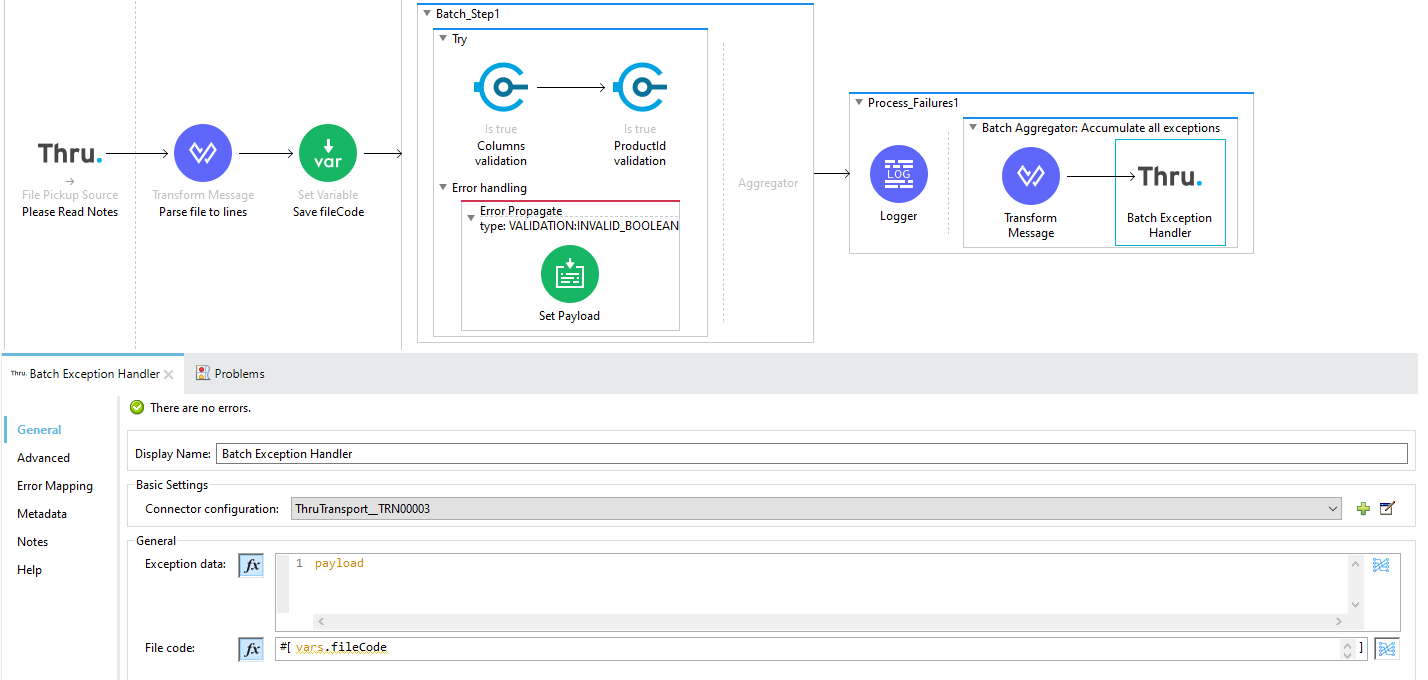 Thru.
File Pickup Source
Please Read Notes
Transform Message
Parse file to lines
var
Set Variable
Save fileCode
Batch_Step1
Try
Is true
Columns
validation
Is true
ProductId
validation
Error handling
Error Propagate
type: VALIDATION:INVALID_BOOLEAN
Set Payload
Aggregator
Process_Failures1
LOG
Logger
Batch Aggregator: Accumulate all exceptions
Transform
Message
Thru.
Batch Exception
Handler
Thru. Batch Exception Handler
Problems
General
Advanced
Error Mapping
Metadata
Notes
Help
There are no errors.
Display Name: Batch Exception Handler
Basic Settings
Connector configuration: ThruTransport__TRN00003
General
Exception data: fx 1 payload
File code: fx #[ vars.fileCode ]